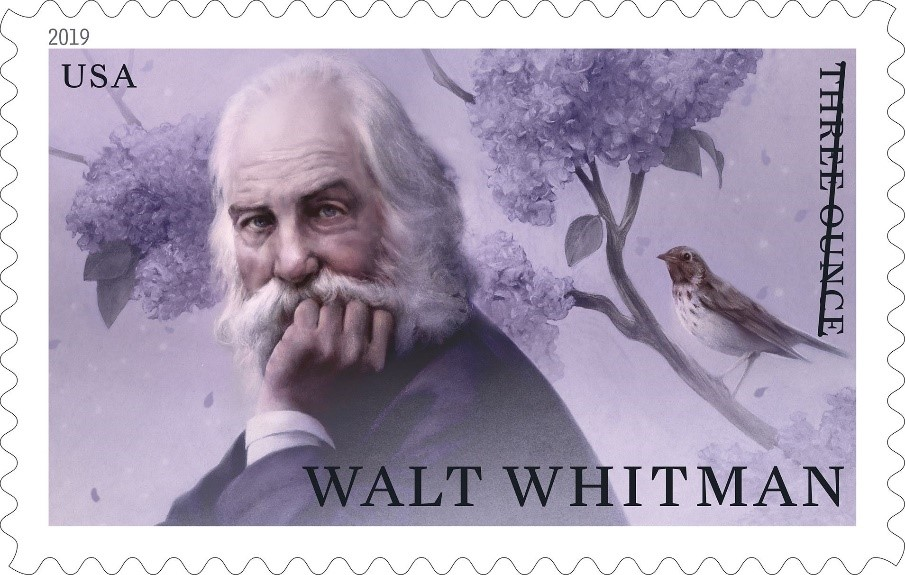 2019
USA
THREE OUNCE
WALT WHITMAN